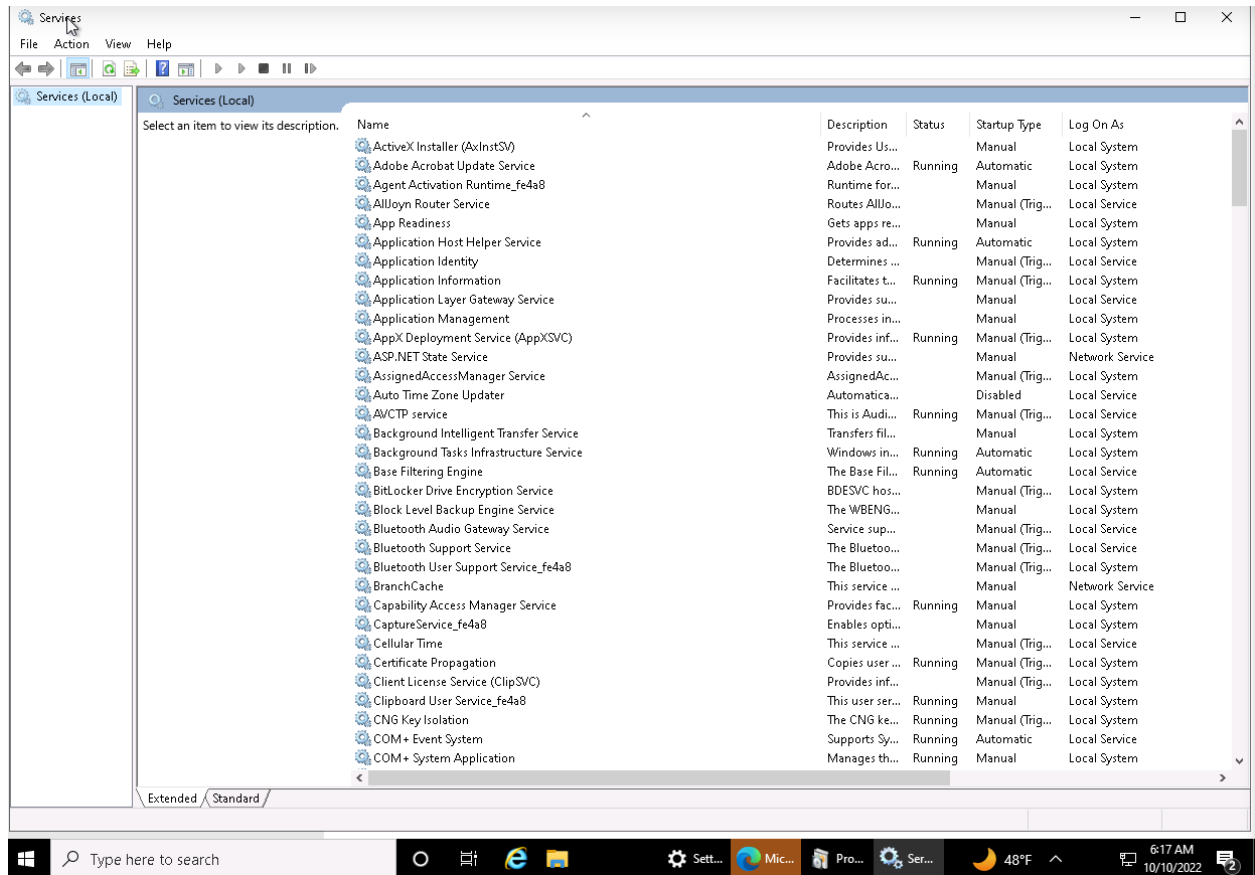 Services
File Action View Help
Services (Local)
Services (Local)
Select an item to view its description.
Name Description Status Startup Type Log On As
ActiveX Installer (AxInstSV) Provides Us... Manual Local System
Adobe Acrobat Update Service Adobe Acro... Running Automatic Local System
Agent Activation Runtime_fe4a8 Runtime for... Manual Local System
AllJoyn Router Service Routes AllJo... Manual (Trig... Local Service
App Readiness Gets apps re... Manual Local System
Application Host Helper Service Provides ad... Running Automatic Local System
Application Identity Determines ... Manual (Trig... Local Service
Application Information Facilitates t... Running Manual (Trig... Local System
Application Layer Gateway Service Provides su... Manual Local Service
Application Management Processes in... Manual Local System
AppX Deployment Service (AppXSVC) Provides inf... Running Manual (Trig... Local System
ASP.NET State Service Provides su... Manual Network Service
AssignedAccessManager Service AssignedAc... Manual (Trig... Local System
Auto Time Zone Updater Automatica... Disabled Local Service
AVCTP service This is Audi... Running Manual (Trig... Local Service
Background Intelligent Transfer Service Transfers fil... Manual Local System
Background Tasks Infrastructure Service Windows in... Running Automatic Local System
Base Filtering Engine The Base Fil... Running Automatic Local Service
BitLocker Drive Encryption Service BDESVC hos... Manual (Trig... Local System
Block Level Backup Engine Service The WBENG... Manual Local System
Bluetooth Audio Gateway Service Service sup... Manual (Trig... Local Service
Bluetooth Support Service The Bluetoo... Manual (Trig... Local Service
Bluetooth User Support Service_fe4a8 The Bluetoo... Manual (Trig... Local System
BranchCache This service ... Manual Network Service
Capability Access Manager Service Provides fac... Running Manual Local System
CaptureService_fe4a8 Enables opti... Manual Local System
Cellular Time This service ... Manual (Trig... Local Service
Certificate Propagation Copies user ... Running Manual (Trig... Local System
Client License Service (ClipSVC) Provides inf... Manual (Trig... Local System
Clipboard User Service_fe4a8 This user ser... Running Manual Local System
CNG Key Isolation The CNG ke... Running Manual (Trig... Local System
COM+ Event System Supports Sy... Running Automatic Local Service
COM+ System Application Manages th... Running Manual Local System
Extended Standard
Type here to search Sett... Mic... Pro... Ser... 48°F 6:17 AM
10/10/2022 2